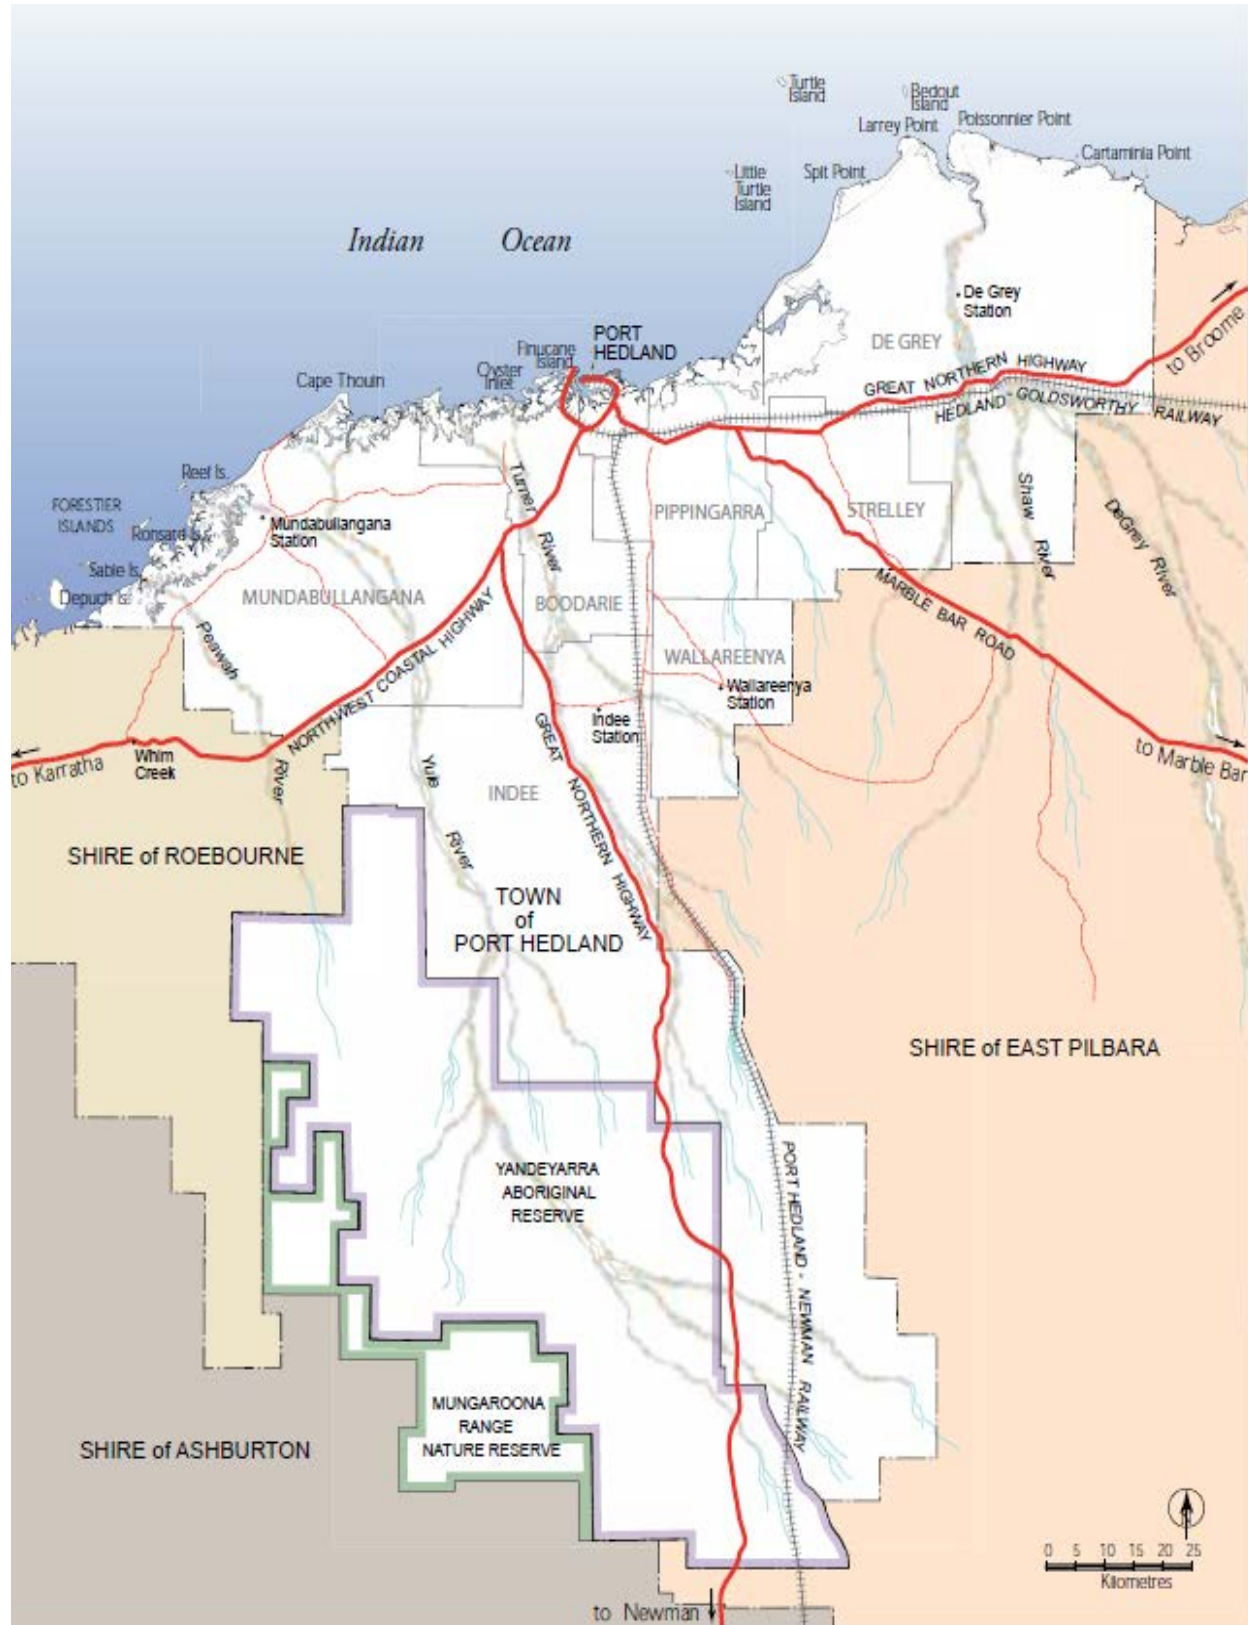 Turtle
Island
Bedout
Island
Larrey Point
Poissonnier Point
Cartaminia Point
Little
Turtle
Island
Spit Point
Indian Ocean
De Grey
Station
to Broome
PORT
HEDLAND
Finucane
Island
Oyster
Inlet
DE GREY
GREAT NORTHERN HIGHWAY
HEDLAND - GOLDSWORTHY RAILWAY
Cape Thouin
Reef Is.
FORESTIER
ISLANDS
Ronsard Is.
Mundabullangana
Station
Turner River
PIPPINGARRA
STRELLEY
Shaw River
DeGrey River
Sable Is.
Depuch Is.
MUNDABULLANGANA
BOODARIE
MARBLE BAR ROAD
Peawah River
NORTH-WEST COASTAL HIGHWAY
WALLAREENYA
Wallareenya
Station
Indee
Station
GREAT NORTHERN HIGHWAY
to Karratha
Whim
Creek
to Marble Bar
Yule River
INDEE
SHIRE of ROEBOURNE
TOWN
of
PORT HEDLAND
SHIRE of EAST PILBARA
YANDEYARRA
ABORIGINAL
RESERVE
PORT HEDLAND - NEWMAN RAILWAY
MUNGAROONA
RANGE
NATURE RESERVE
SHIRE of ASHBURTON
0 5 10 15 20 25
Kilometres
to Newman